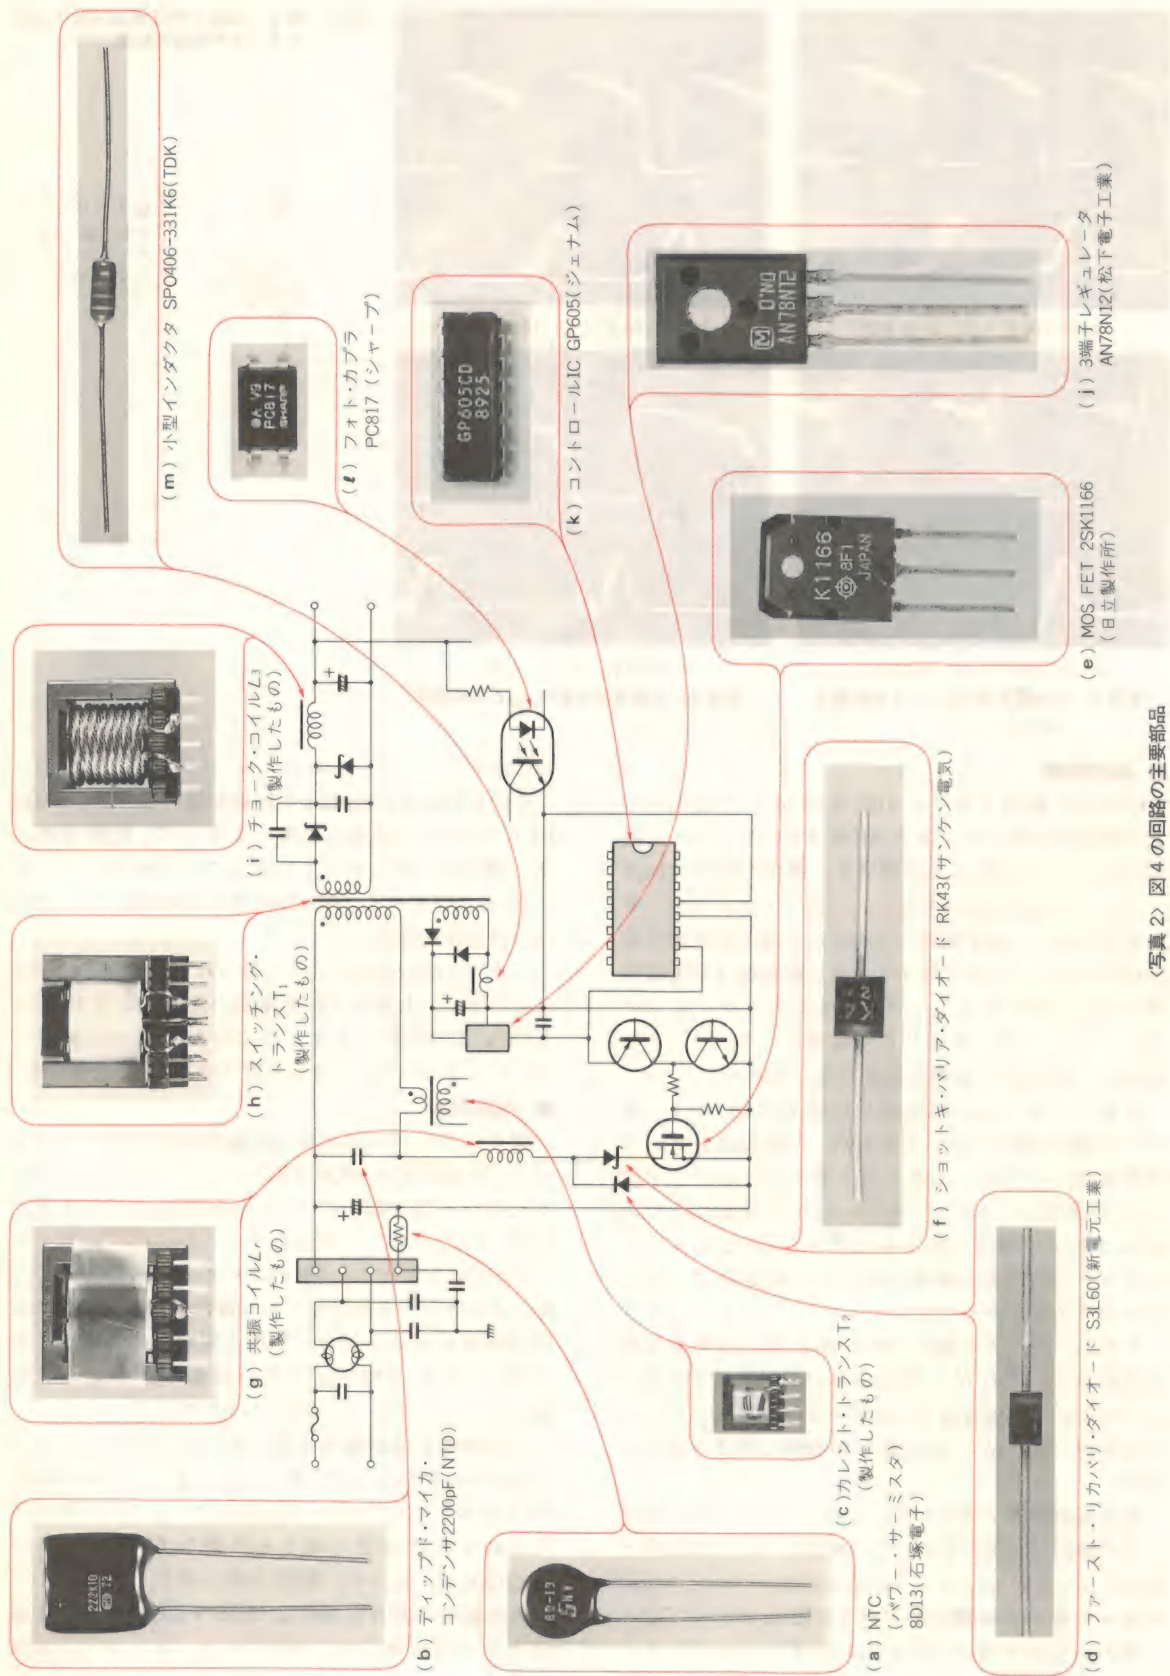 (a) NTC
(パワー・サーミスタ)
8D13(石塚電子)
8D-13
(b) ディップド・マイカ・
コンデンサ2200pF(NTD)
222K10
72
(c)カレント・トランスT₂
(製作したもの)
(d) ファースト・リカバリ・ダイオード S3L60(新電元工業)
(e) MOS FET 2SK1166
(日立製作所)
K1166
8F1
JAPAN
(f) ショットキ・バリア・ダイオード RK43(サンケン電気)
(g) 共振コイルLr
(製作したもの)
(h) スイッチング・
トランスT₁
(製作したもの)
(i) チョーク・コイルL₃
(製作したもの)
(j) 3端子レギュレータ
AN78N12(松下電子工業)
M O'ND
AN78N12
(k) コントロールIC GP605(ジェナム)
GP605CD
8925
(ℓ) フォト・カプラ
PC817 (シャープ)
PC817
SHARP
(m) 小型インダクタ SPO406-331K6(TDK)
+
+
+
〈写真 2〉 図 4 の回路の主要部品